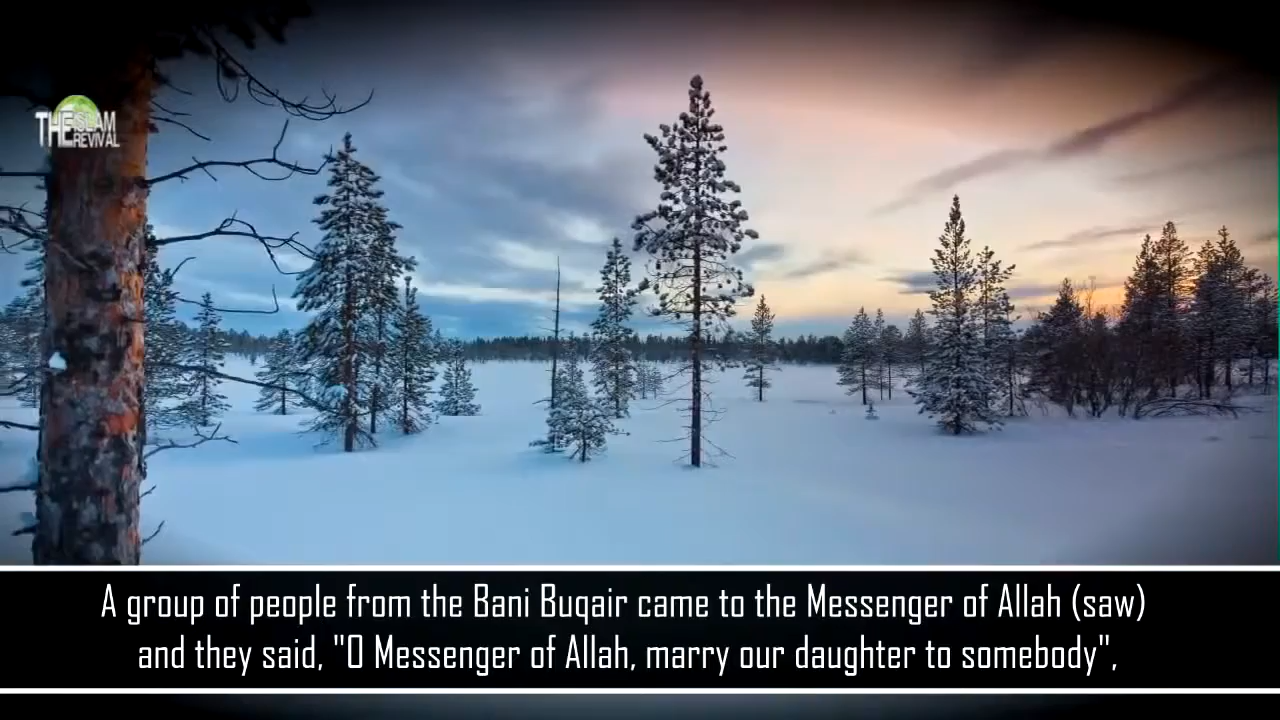 THE ISLAM
REVIVAL
A group of people from the Bani Buqair came to the Messenger of Allah (saw)
and they said, "O Messenger of Allah, marry our daughter to somebody",